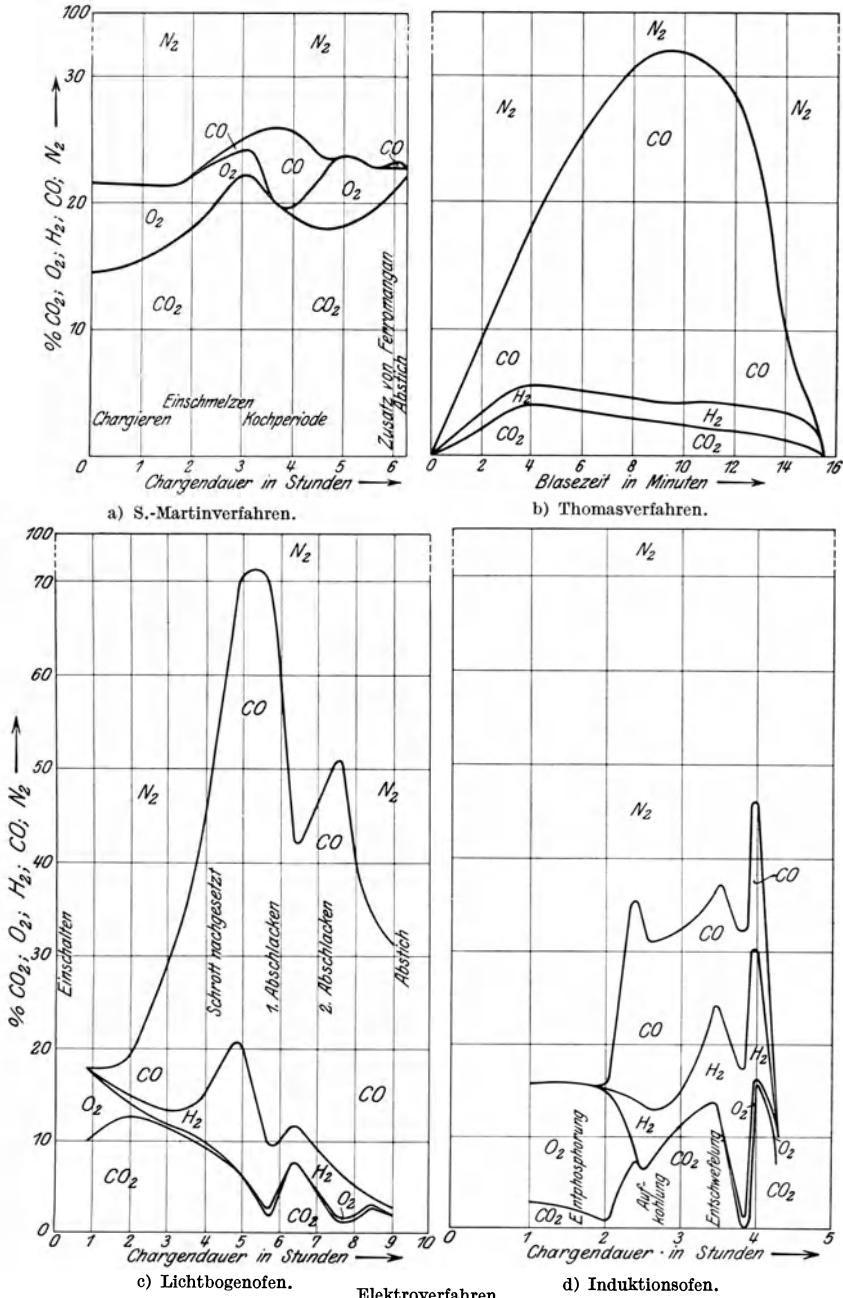 % CO₂; O₂; H₂; CO; N₂ →
100
30
20
10
0
N₂
N₂
CO
CO
CO
O₂
O₂
O₂
CO₂
CO₂
Einschmelzen
Chargieren
Kochperiode
Zusatz von Ferromangan
Abstich
0 1 2 3 4 5 6
Chargendauer in Stunden →
a) S.-Martinverfahren.
N₂
N₂
N₂
CO
CO
CO
H₂
H₂
CO₂
CO₂
0 2 4 6 8 10 12 14 16
Blasezeit in Minuten →
b) Thomasverfahren.
% CO₂; O₂; H₂; CO; N₂ →
100
70
60
50
40
30
20
10
0
N₂
CO
N₂
N₂
CO
Einschalten
Schrott nachgesetzt
1. Abschlacken
2. Abschlacken
Abstich
CO
CO
O₂
H₂
H₂
O₂
CO₂
CO₂
1 2 3 4 5 6 7 8 9 10
Chargendauer in Stunden →
c) Lichtbogenofen.
N₂
N₂
CO
CO
CO
H₂
H₂
H₂
O₂
O₂
O₂
CO₂
CO₂
CO₂
Entphosphorung
Auf-
kohlung
Entschwefelung
0 1 2 3 4 5
Chargendauer in Stunden →
d) Induktionsofen.
Elektroverfahren